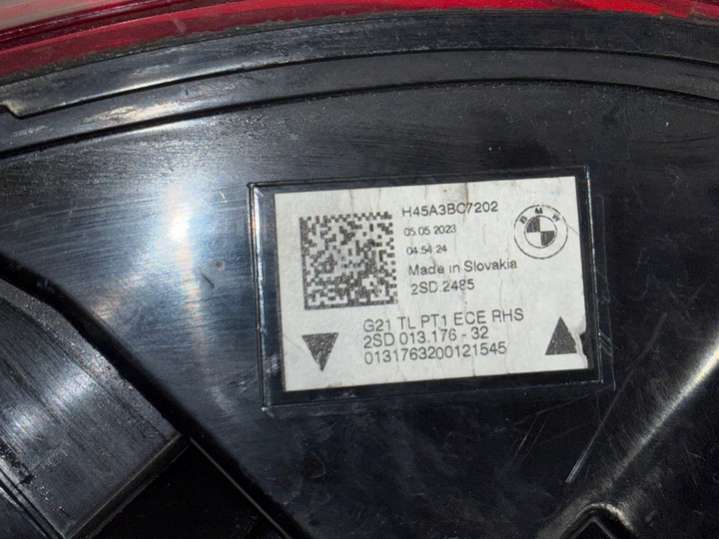 H45A3BC7202
05.05 2023
04.54 24
Made in Slovakia
2SD.2485
BMW
G21 TL PT1 ECE RHS
2SD 013.176 - 32
0131763200121545